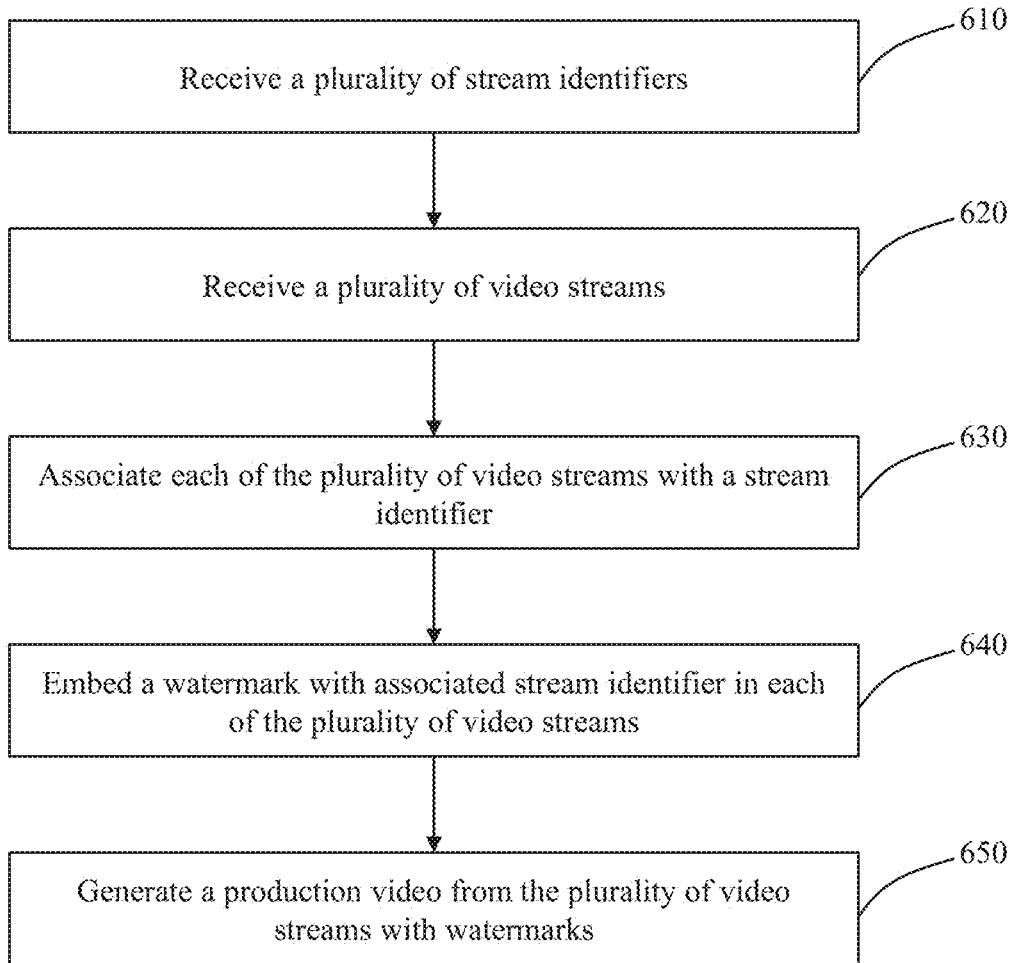 610
Receive a plurality of stream identifiers
620
Receive a plurality of video streams
630
Associate each of the plurality of video streams with a stream
identifier
640
Embed a watermark with associated stream identifier in each
of the plurality of video streams
650
Generate a production video from the plurality of video
streams with watermarks